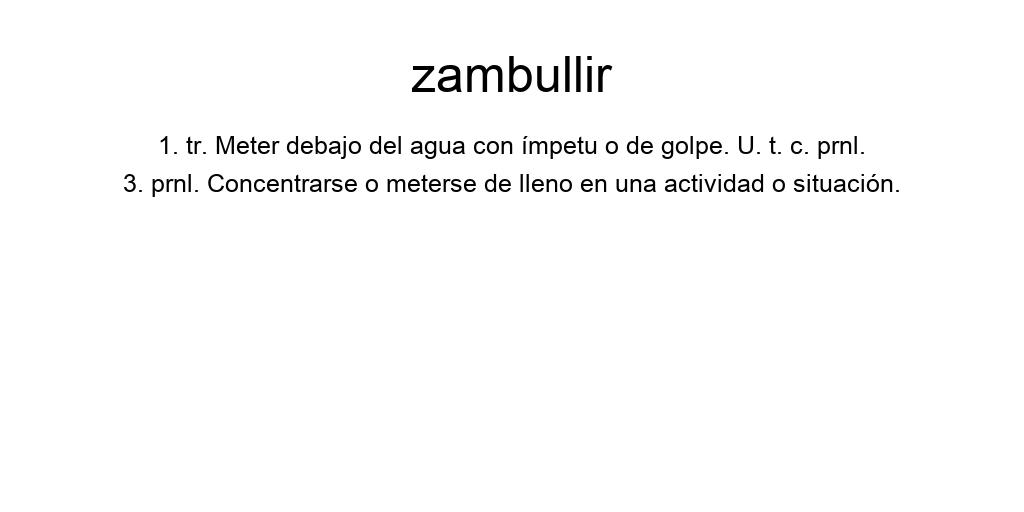 zambullir
1. tr. Meter debajo del agua con ímpetu o de golpe. U. t. c. prnl.
3. prnl. Concentrarse o meterse de lleno en una actividad o situación.